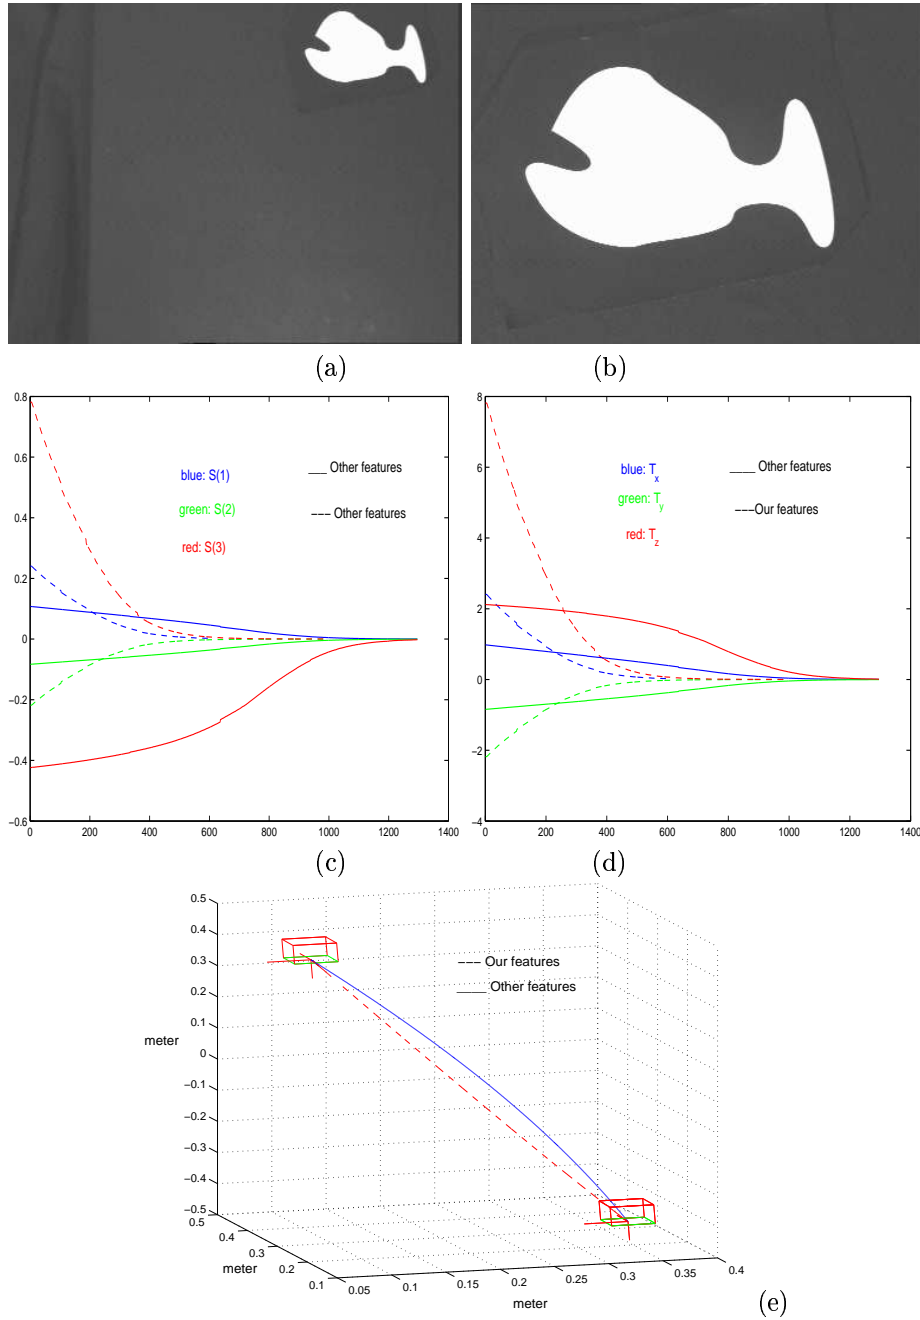 (a)
(b)
0.8
0.6
0.4
0.2
0
−0.2
−0.4
−0.6
0 200 400 600 800 1000 1200 1400
blue: S(1)
green: S(2)
red: S(3)
___ Other features
--- Other features
(c)
8
6
4
2
0
−2
−4
0 200 400 600 800 1000 1200 1400
blue: T_x
green: T_y
red: T_z
____ Other features
---Our features
(d)
0.5
0.4
0.3
0.2
0.1
0
−0.1
−0.2
−0.3
−0.4
−0.5
meter
0.5
0.4
0.3
0.2
0.1
meter
0.05 0.1 0.15 0.2 0.25 0.3 0.35 0.4
meter
--- Our features
____ Other features
(e)